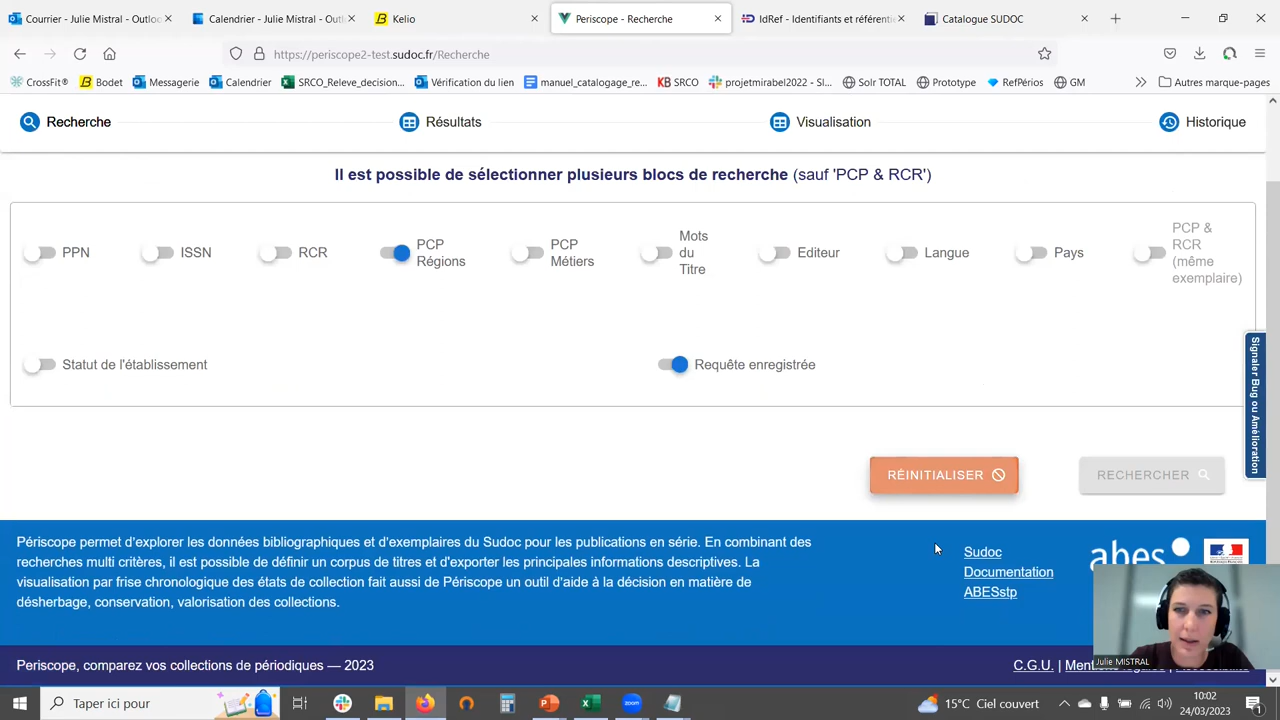 Courrier - Julie Mistral - Outloo
Calendrier - Julie Mistral - Outl
Kelio
Periscope - Recherche
IdRef - Identifiants et référenti
Catalogue SUDOC
https://periscope2-test.sudoc.fr/Recherche
CrossFit®
Bodet
Messagerie
Calendrier
SRCO_Releve_decision...
Vérification du lien
manuel_catalogage_re...
KB SRCO
projetmirabel2022 - Sl...
Solr TOTAL
Prototype
RefPérios
GM
Autres marque-pages
Recherche
Résultats
Visualisation
Historique
Il est possible de sélectionner plusieurs blocs de recherche (sauf 'PCP & RCR')
PPN
ISSN
RCR
PCP
Régions
PCP
Métiers
Mots
du
Titre
Editeur
Langue
Pays
PCP &
RCR
(même
exemplaire)
Statut de l'établissement
Requête enregistrée
Signaler Bug ou Amélioration
RÉINITIALISER
RECHERCHER
Périscope permet d'explorer les données bibliographiques et d'exemplaires du Sudoc pour les publications en série. En combinant des
recherches multi critères, il est possible de définir un corpus de titres et d'exporter les principales informations descriptives. La
visualisation par frise chronologique des états de collection fait aussi de Périscope un outil d'aide à la décision en matière de
désherbage, conservation, valorisation des collections.
Sudoc
Documentation
ABESstp
abes
Julie MISTRAL
Periscope, comparez vos collections de périodiques — 2023
C.G.U.
Taper ici pour
zoom
15°C Ciel couvert
10:02
24/03/2023
1